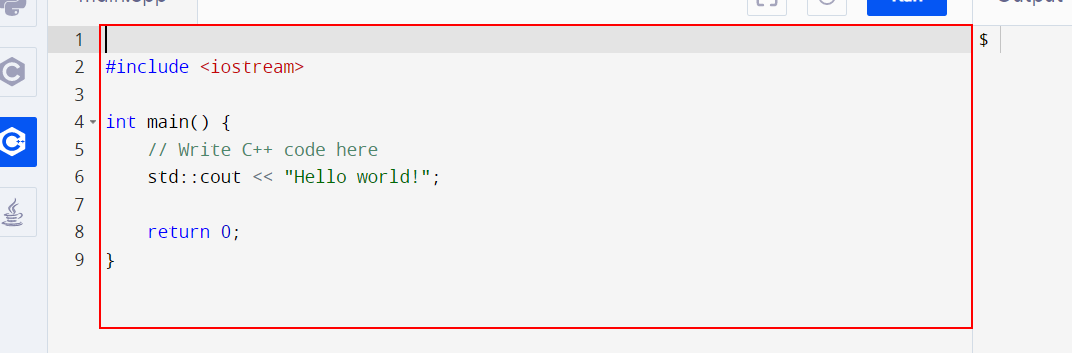 main.cpp
Run
Output
1
$
2 #include <iostream>
3
4 int main() {
5     // Write C++ code here
6     std::cout << "Hello world!";
7
8     return 0;
9 }